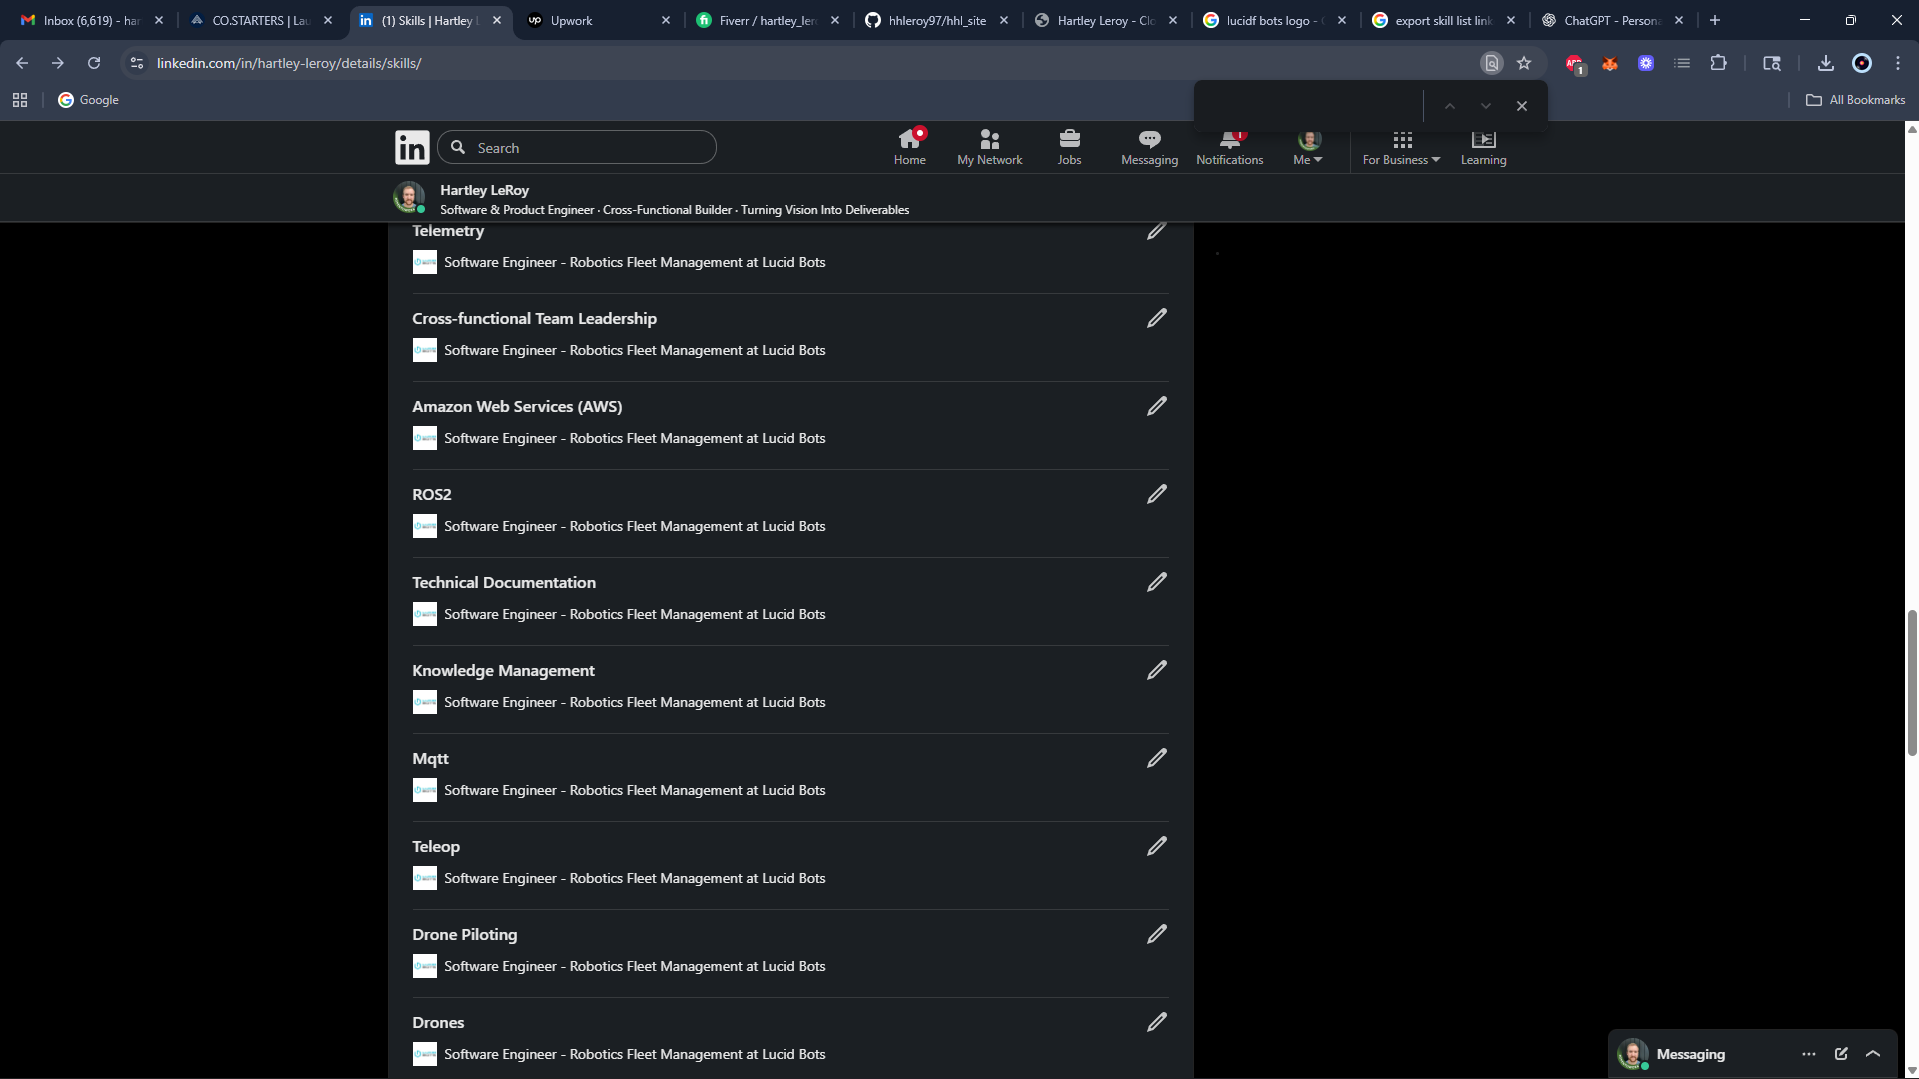 Inbox (6,619) - har
CO.STARTERS | Lau
(1) Skills | Hartley L
Upwork
Fiverr / hartley_ler
hhleroy97/hhl_site
Hartley Leroy - Clo
lucidf bots logo - G
export skill list link
ChatGPT - Persona
linkedin.com/in/hartley-leroy/details/skills/
1
Google
All Bookmarks
in
Search
Home
My Network
Jobs
Messaging
Notifications
Me
For Business
Learning
Hartley LeRoy
Software & Product Engineer · Cross-Functional Builder · Turning Vision Into Deliverables
Telemetry
Software Engineer - Robotics Fleet Management at Lucid Bots
Cross-functional Team Leadership
Software Engineer - Robotics Fleet Management at Lucid Bots
Amazon Web Services (AWS)
Software Engineer - Robotics Fleet Management at Lucid Bots
ROS2
Software Engineer - Robotics Fleet Management at Lucid Bots
Technical Documentation
Software Engineer - Robotics Fleet Management at Lucid Bots
Knowledge Management
Software Engineer - Robotics Fleet Management at Lucid Bots
Mqtt
Software Engineer - Robotics Fleet Management at Lucid Bots
Teleop
Software Engineer - Robotics Fleet Management at Lucid Bots
Drone Piloting
Software Engineer - Robotics Fleet Management at Lucid Bots
Drones
Software Engineer - Robotics Fleet Management at Lucid Bots
Messaging